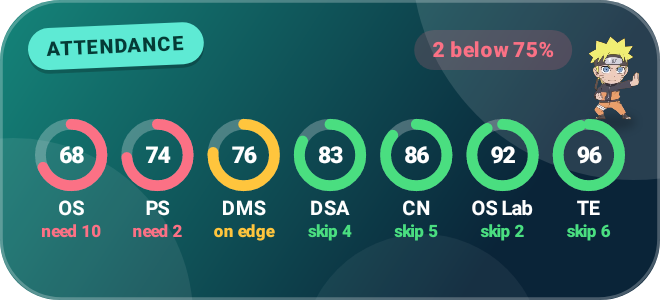 ATTENDANCE
2 below 75%
68 74 76 83 86 92 96
OS PS DMS DSA CN OS Lab TE
need 10 need 2 on edge skip 4 skip 5 skip 2 skip 6